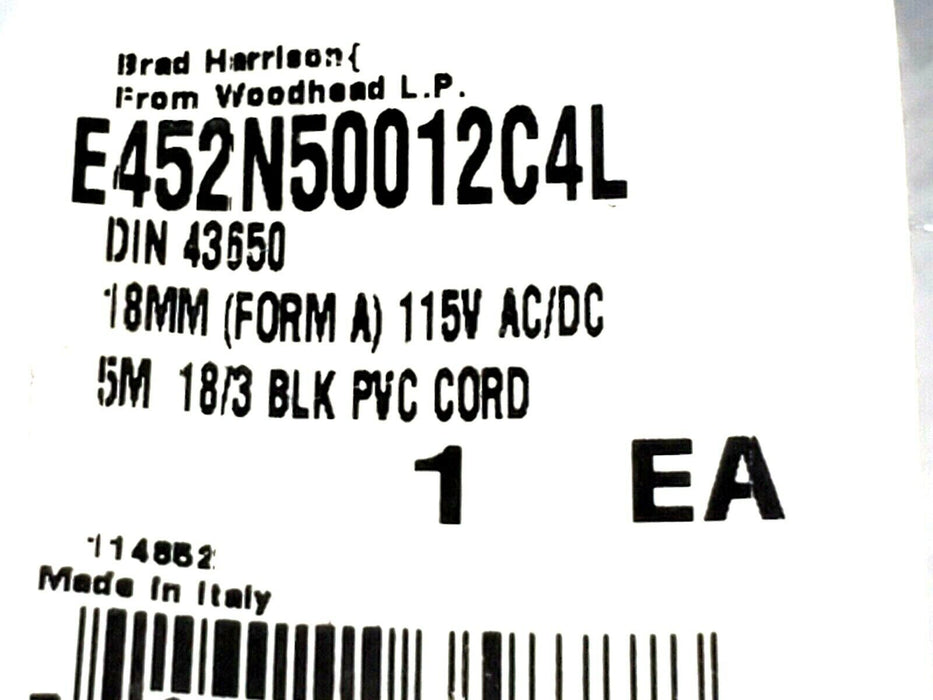 Brad Harrison{
From Woodhead L.P.
E452N50012C4L
DIN 43650
18MM (FORM A) 115V AC/DC
5M 18/3 BLK PVC CORD
1 EA
Made In Italy